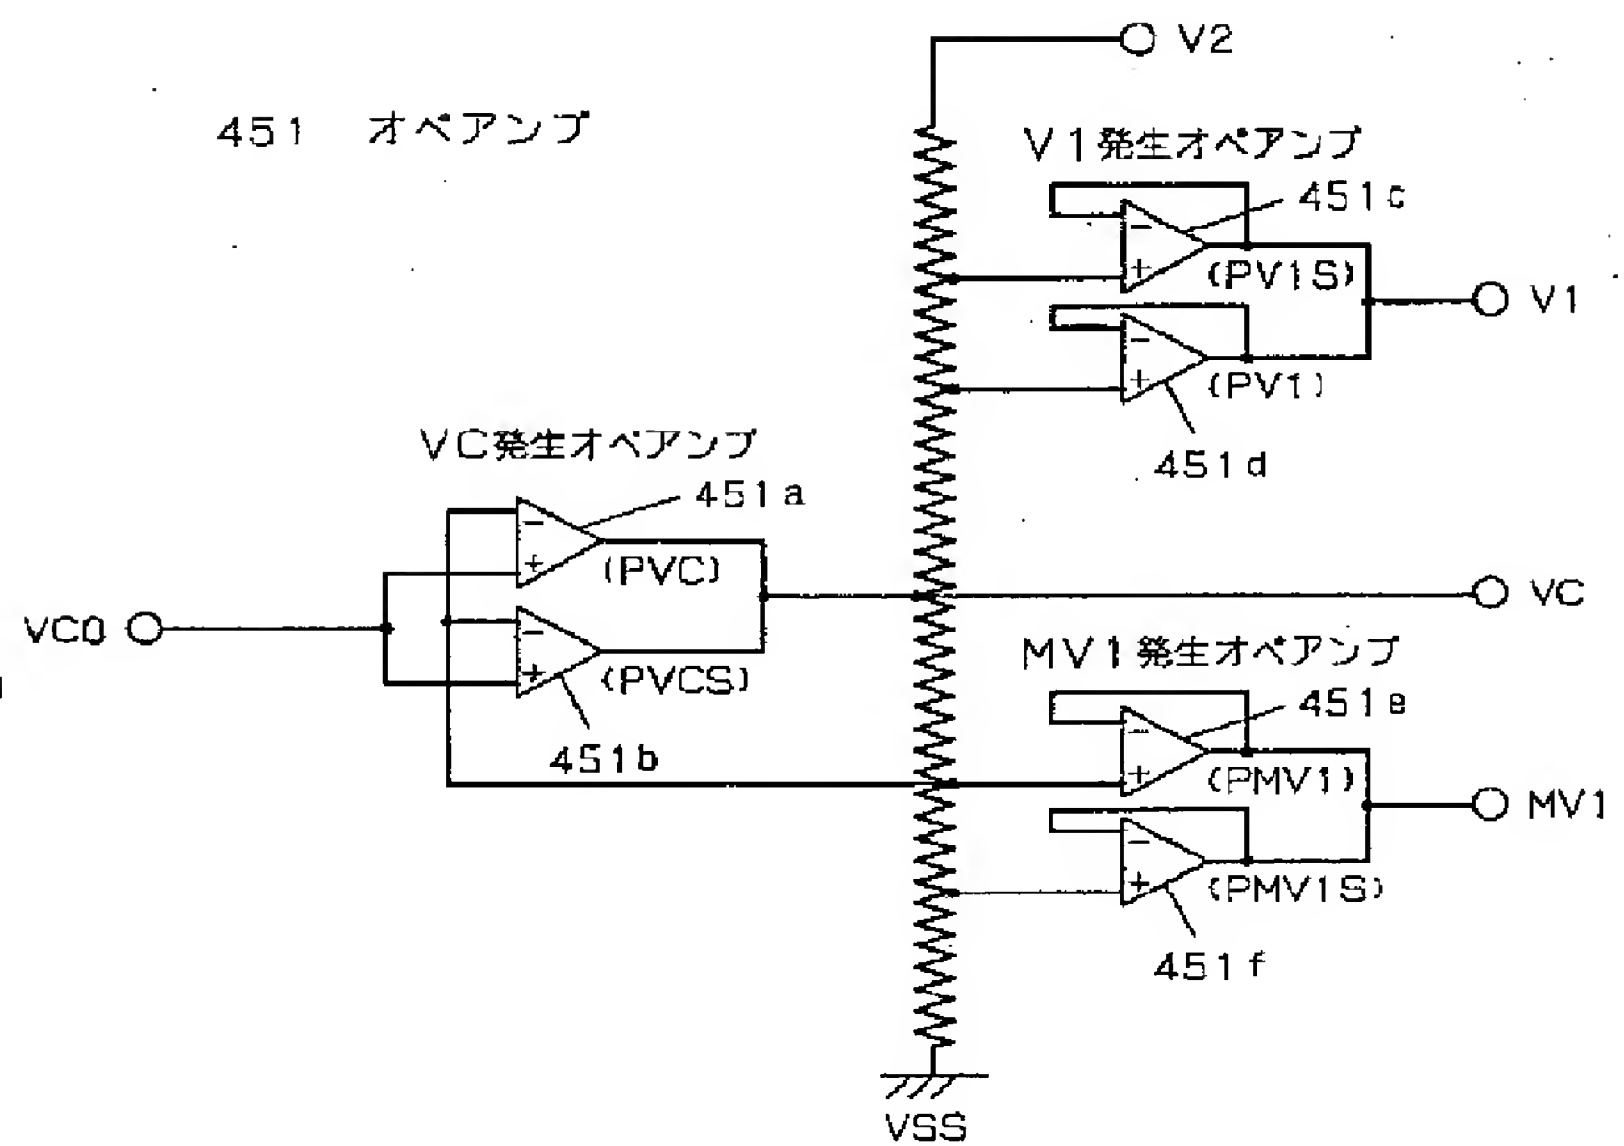 V2
451 オペアンプ
V1発生オペアンプ
451c
(PV1S)
V1
(PV1)
451d
VC発生オペアンプ
451a
(PVC)
VC0
VC
MV1発生オペアンプ
(PVCS)
451e
451b
(PMV1)
MV1
(PMV1S)
451f
VSS